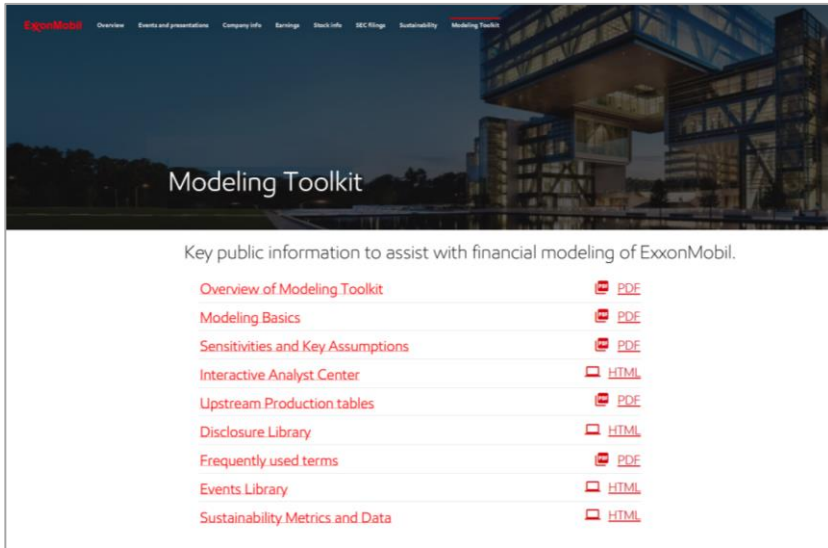 ExxonMobil Overview Events and presentations Company info Earnings Stock info SEC filings Sustainability Modeling Toolkit
Modeling Toolkit
Key public information to assist with financial modeling of ExxonMobil.
Overview of Modeling Toolkit PDF
Modeling Basics PDF
Sensitivities and Key Assumptions PDF
Interactive Analyst Center HTML
Upstream Production tables PDF
Disclosure Library HTML
Frequently used terms PDF
Events Library HTML
Sustainability Metrics and Data HTML